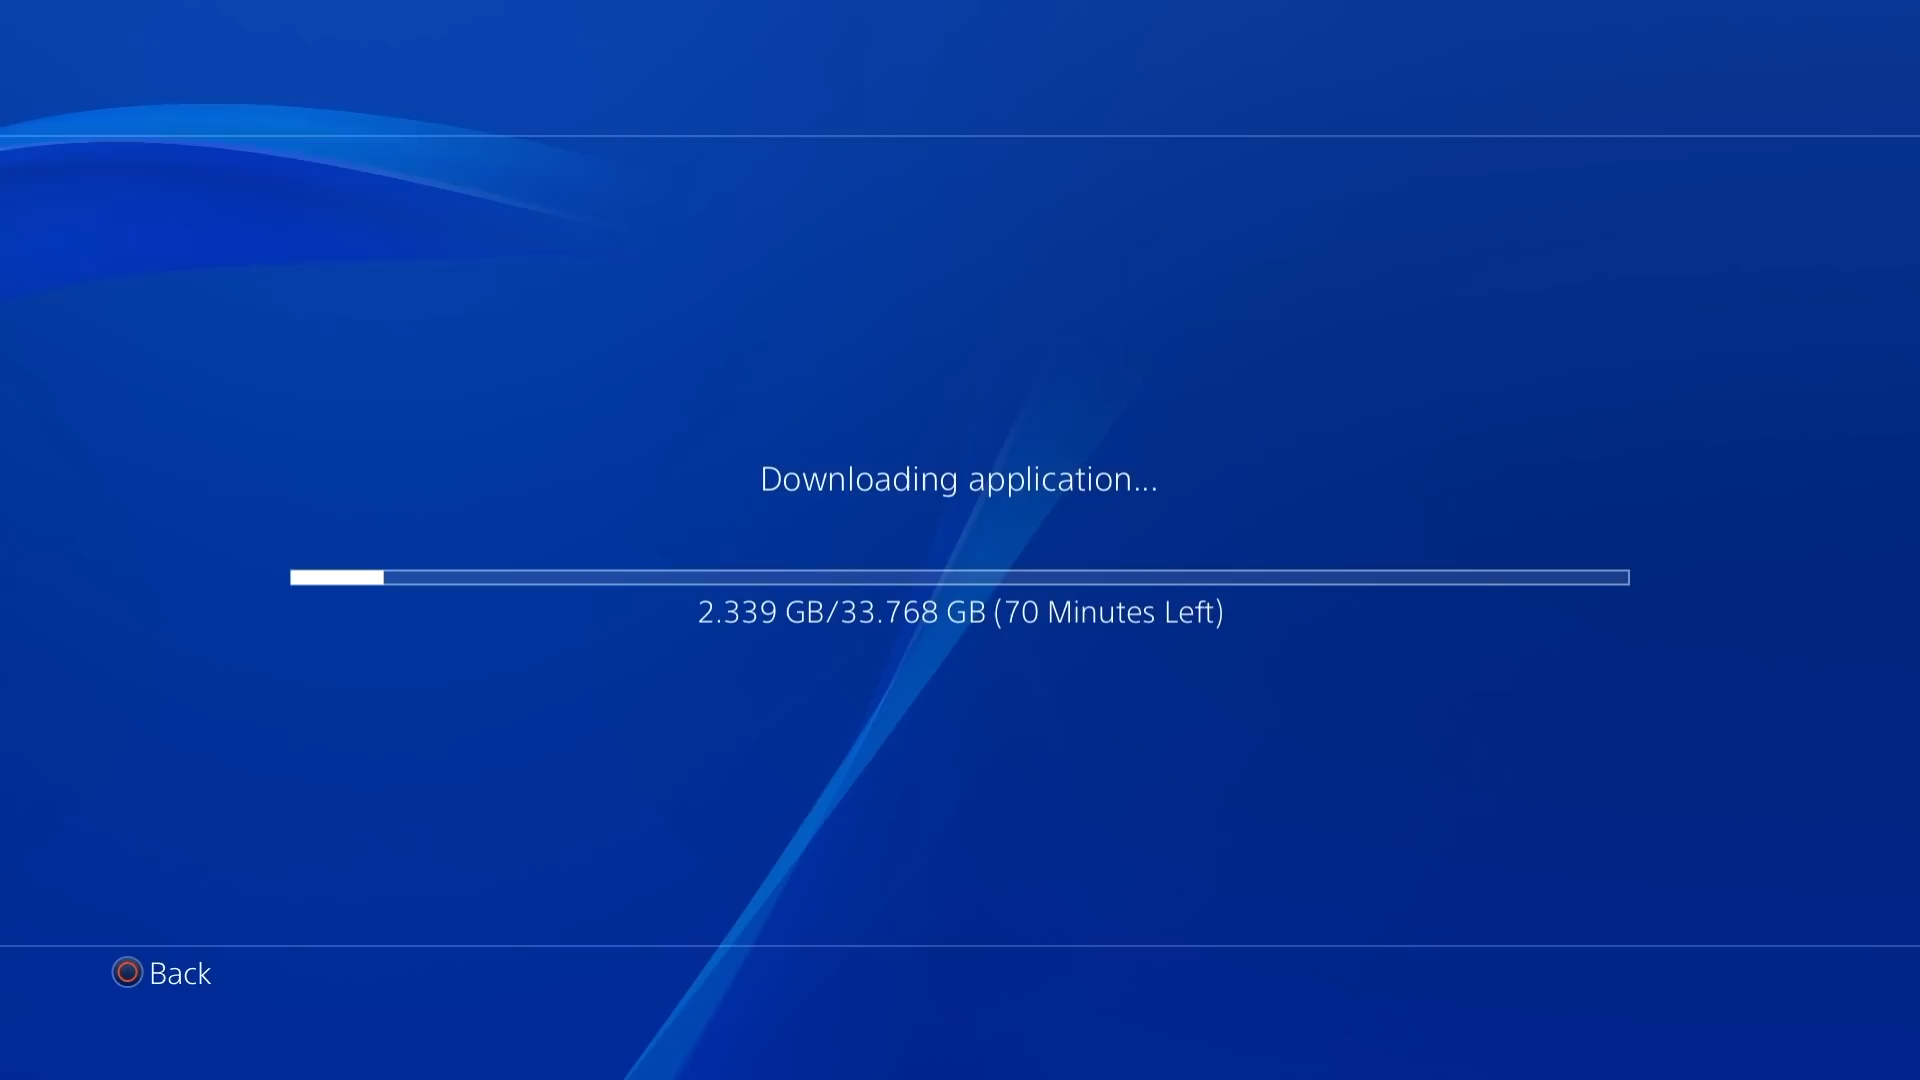 Downloading application...
2.339 GB/33.768 GB (70 Minutes Left)
Back